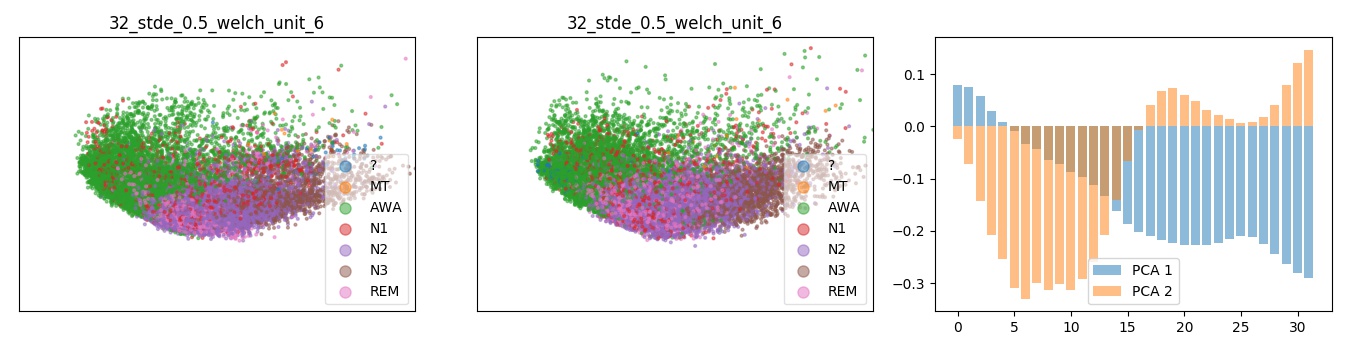 32_stde_0.5_welch_unit_6
?
MT
AWA
N1
N2
N3
REM
32_stde_0.5_welch_unit_6
?
MT
AWA
N1
N2
N3
REM
0.1
0.0
−0.1
−0.2
−0.3
PCA 1
PCA 2
0 5 10 15 20 25 30